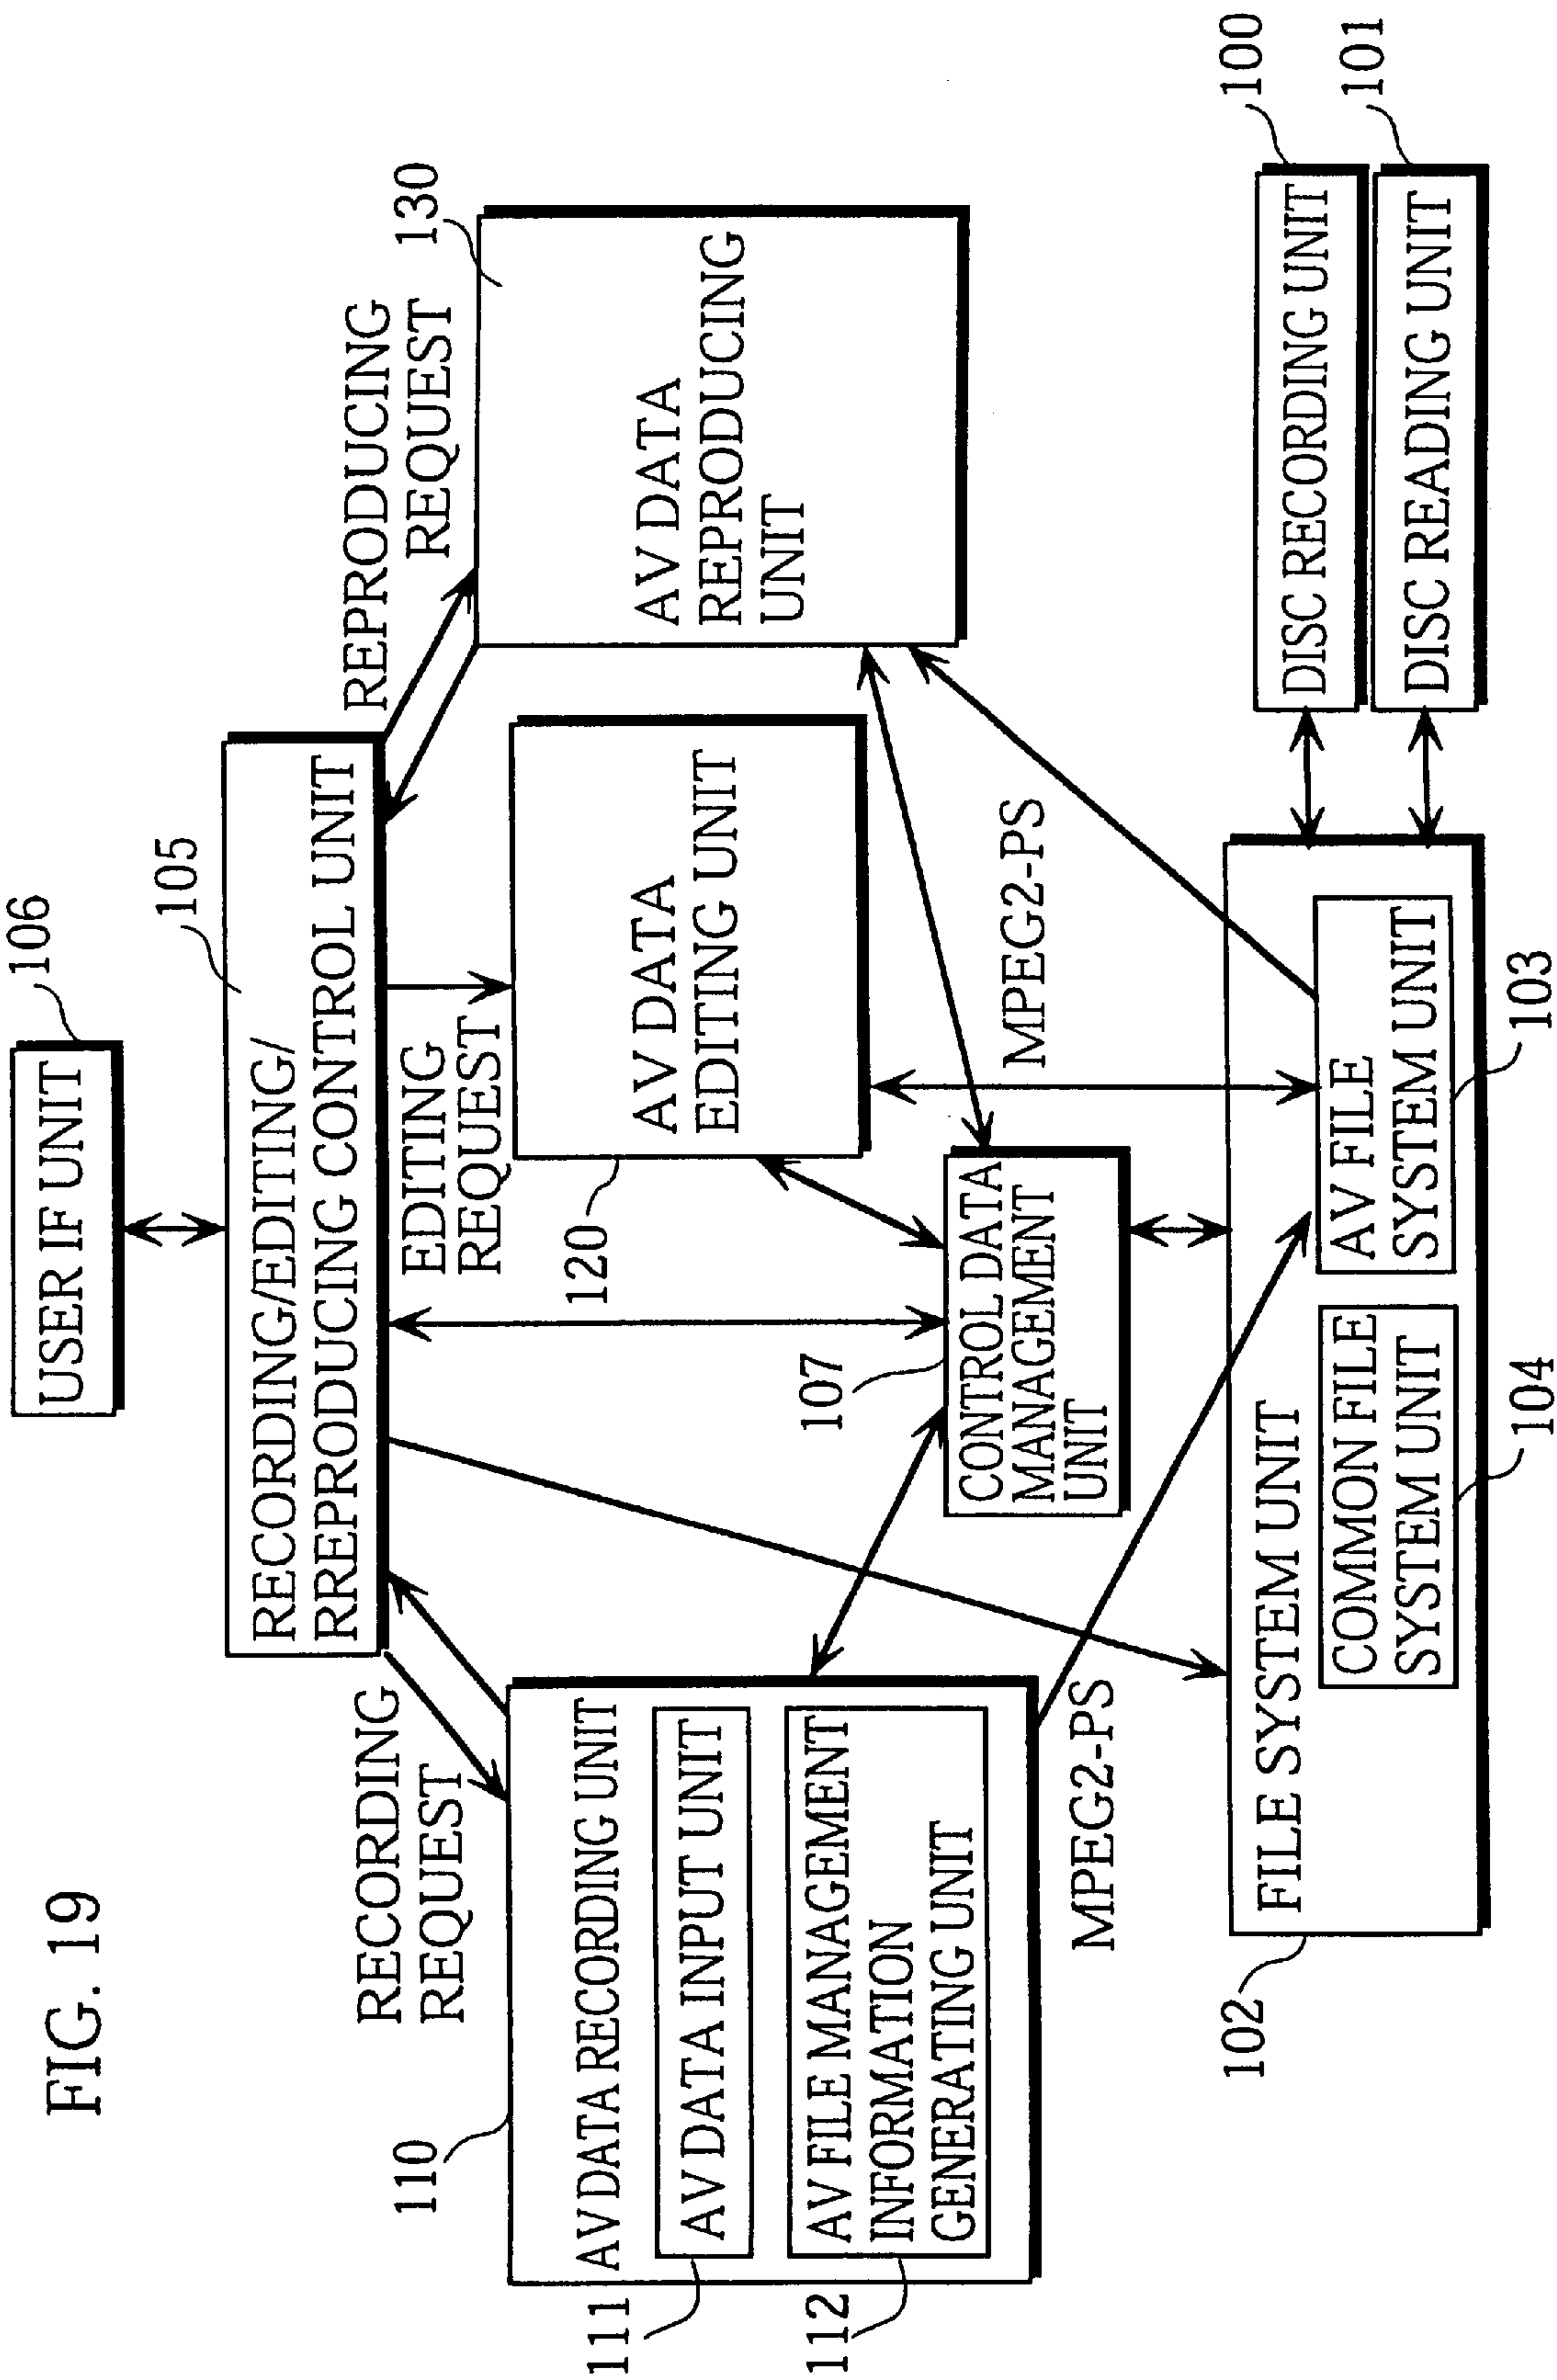 FIG. 19
USER IF UNIT
106
105
RECORDING/EDITING/
RREPRODUCING CONTROL UNIT
RECORDING
REQUEST
EDITING
REQUEST
REPRODUCING
REQUEST
110
AV DATA RECORDING UNIT
111
AV DATA INPUT UNIT
112
AV FILE MANAGEMENT
INFORMATION
GENERATING UNIT
120
AV DATA
EDITING UNIT
130
AV DATA
REPRODUCING
UNIT
107
CONTROL DATA
MANAGEMENT
UNIT
MPEG2-PS
MPEG2-PS
102
FILE SYSTEM UNIT
COMMON FILE
SYSTEM UNIT
104
AV FILE
SYSTEM UNIT
103
DISC RECORDING UNIT
100
DISC READING UNIT
101